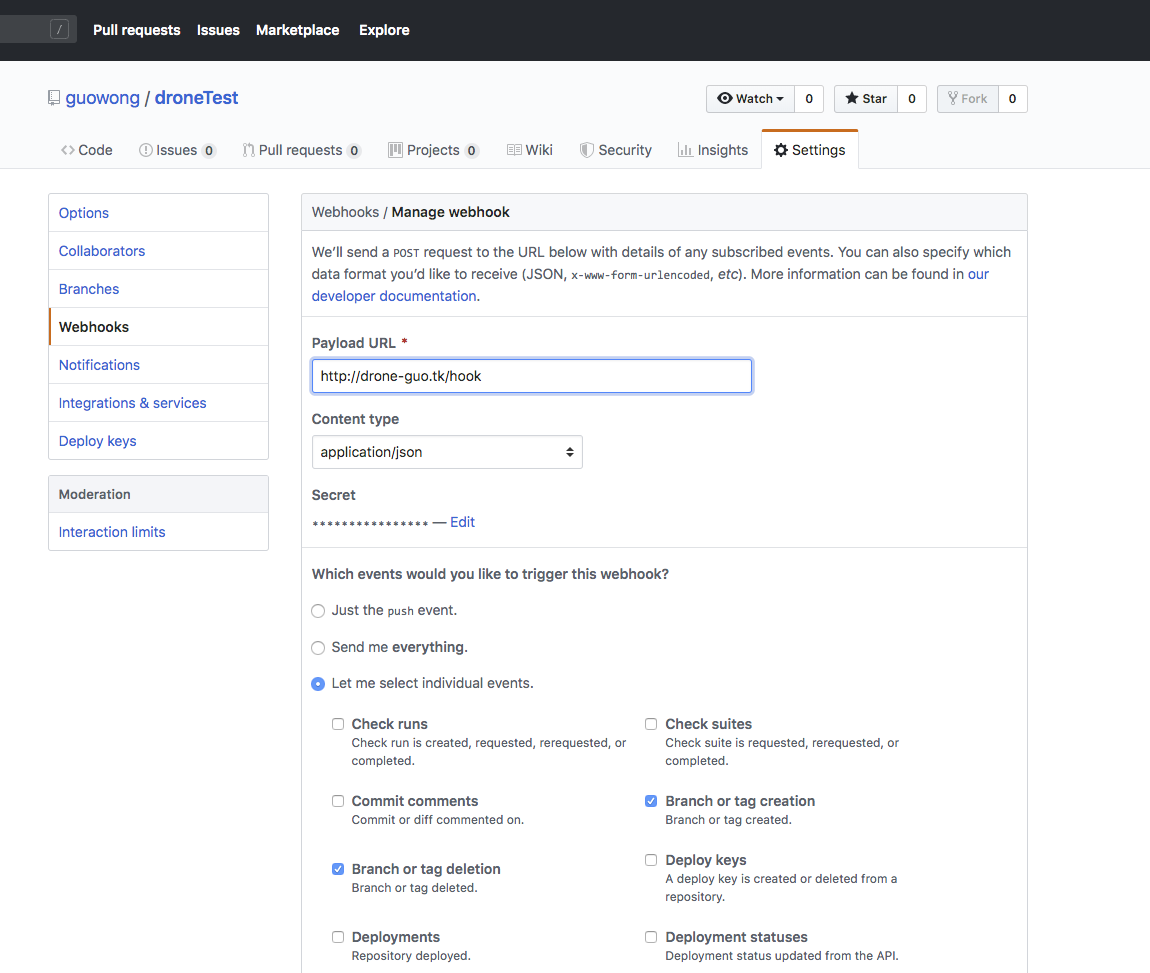 / Pull requests Issues Marketplace Explore
guowong / droneTest
Watch 0 Star 0 Fork 0
Code Issues 0 Pull requests 0 Projects 0 Wiki Security Insights Settings
Options
Collaborators
Branches
Webhooks
Notifications
Integrations & services
Deploy keys
Moderation
Interaction limits
Webhooks / Manage webhook
We’ll send a POST request to the URL below with details of any subscribed events. You can also specify which
data format you’d like to receive (JSON, x-www-form-urlencoded, etc). More information can be found in our
developer documentation.
Payload URL *
http://drone-guo.tk/hook
Content type
application/json
Secret
**************** — Edit
Which events would you like to trigger this webhook?
Just the push event.
Send me everything.
Let me select individual events.
Check runs
Check run is created, requested, rerequested, or
completed.
Check suites
Check suite is requested, rerequested, or
completed.
Commit comments
Commit or diff commented on.
Branch or tag creation
Branch or tag created.
Branch or tag deletion
Branch or tag deleted.
Deploy keys
A deploy key is created or deleted from a
repository.
Deployments
Repository deployed.
Deployment statuses
Deployment status updated from the API.